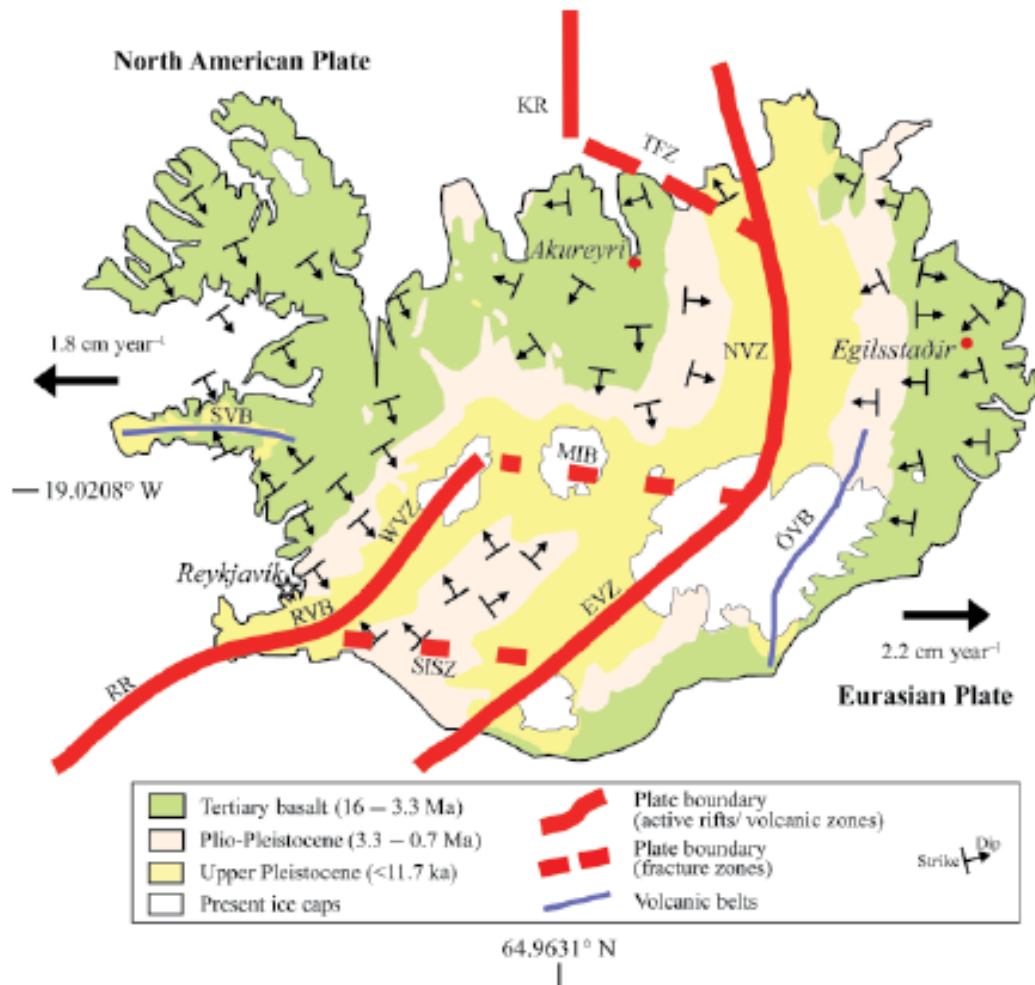 North American Plate
KR
TFZ
Akureyri
1.8 cm year⁻¹
NVZ
Egilsstaðir
SVB
MIB
19.0208° W
WVZ
ÖVB
Reykjavík
RVB
EVZ
SISZ
2.2 cm year⁻¹
RR
Eurasian Plate
Tertiary basalt (16 – 3.3 Ma)
Plio-Pleistocene (3.3 – 0.7 Ma)
Upper Pleistocene (<11.7 ka)
Present ice caps
Plate boundary
(active rifts/ volcanic zones)
Plate boundary
(fracture zones)
Volcanic belts
Strike
Dip
64.9631° N